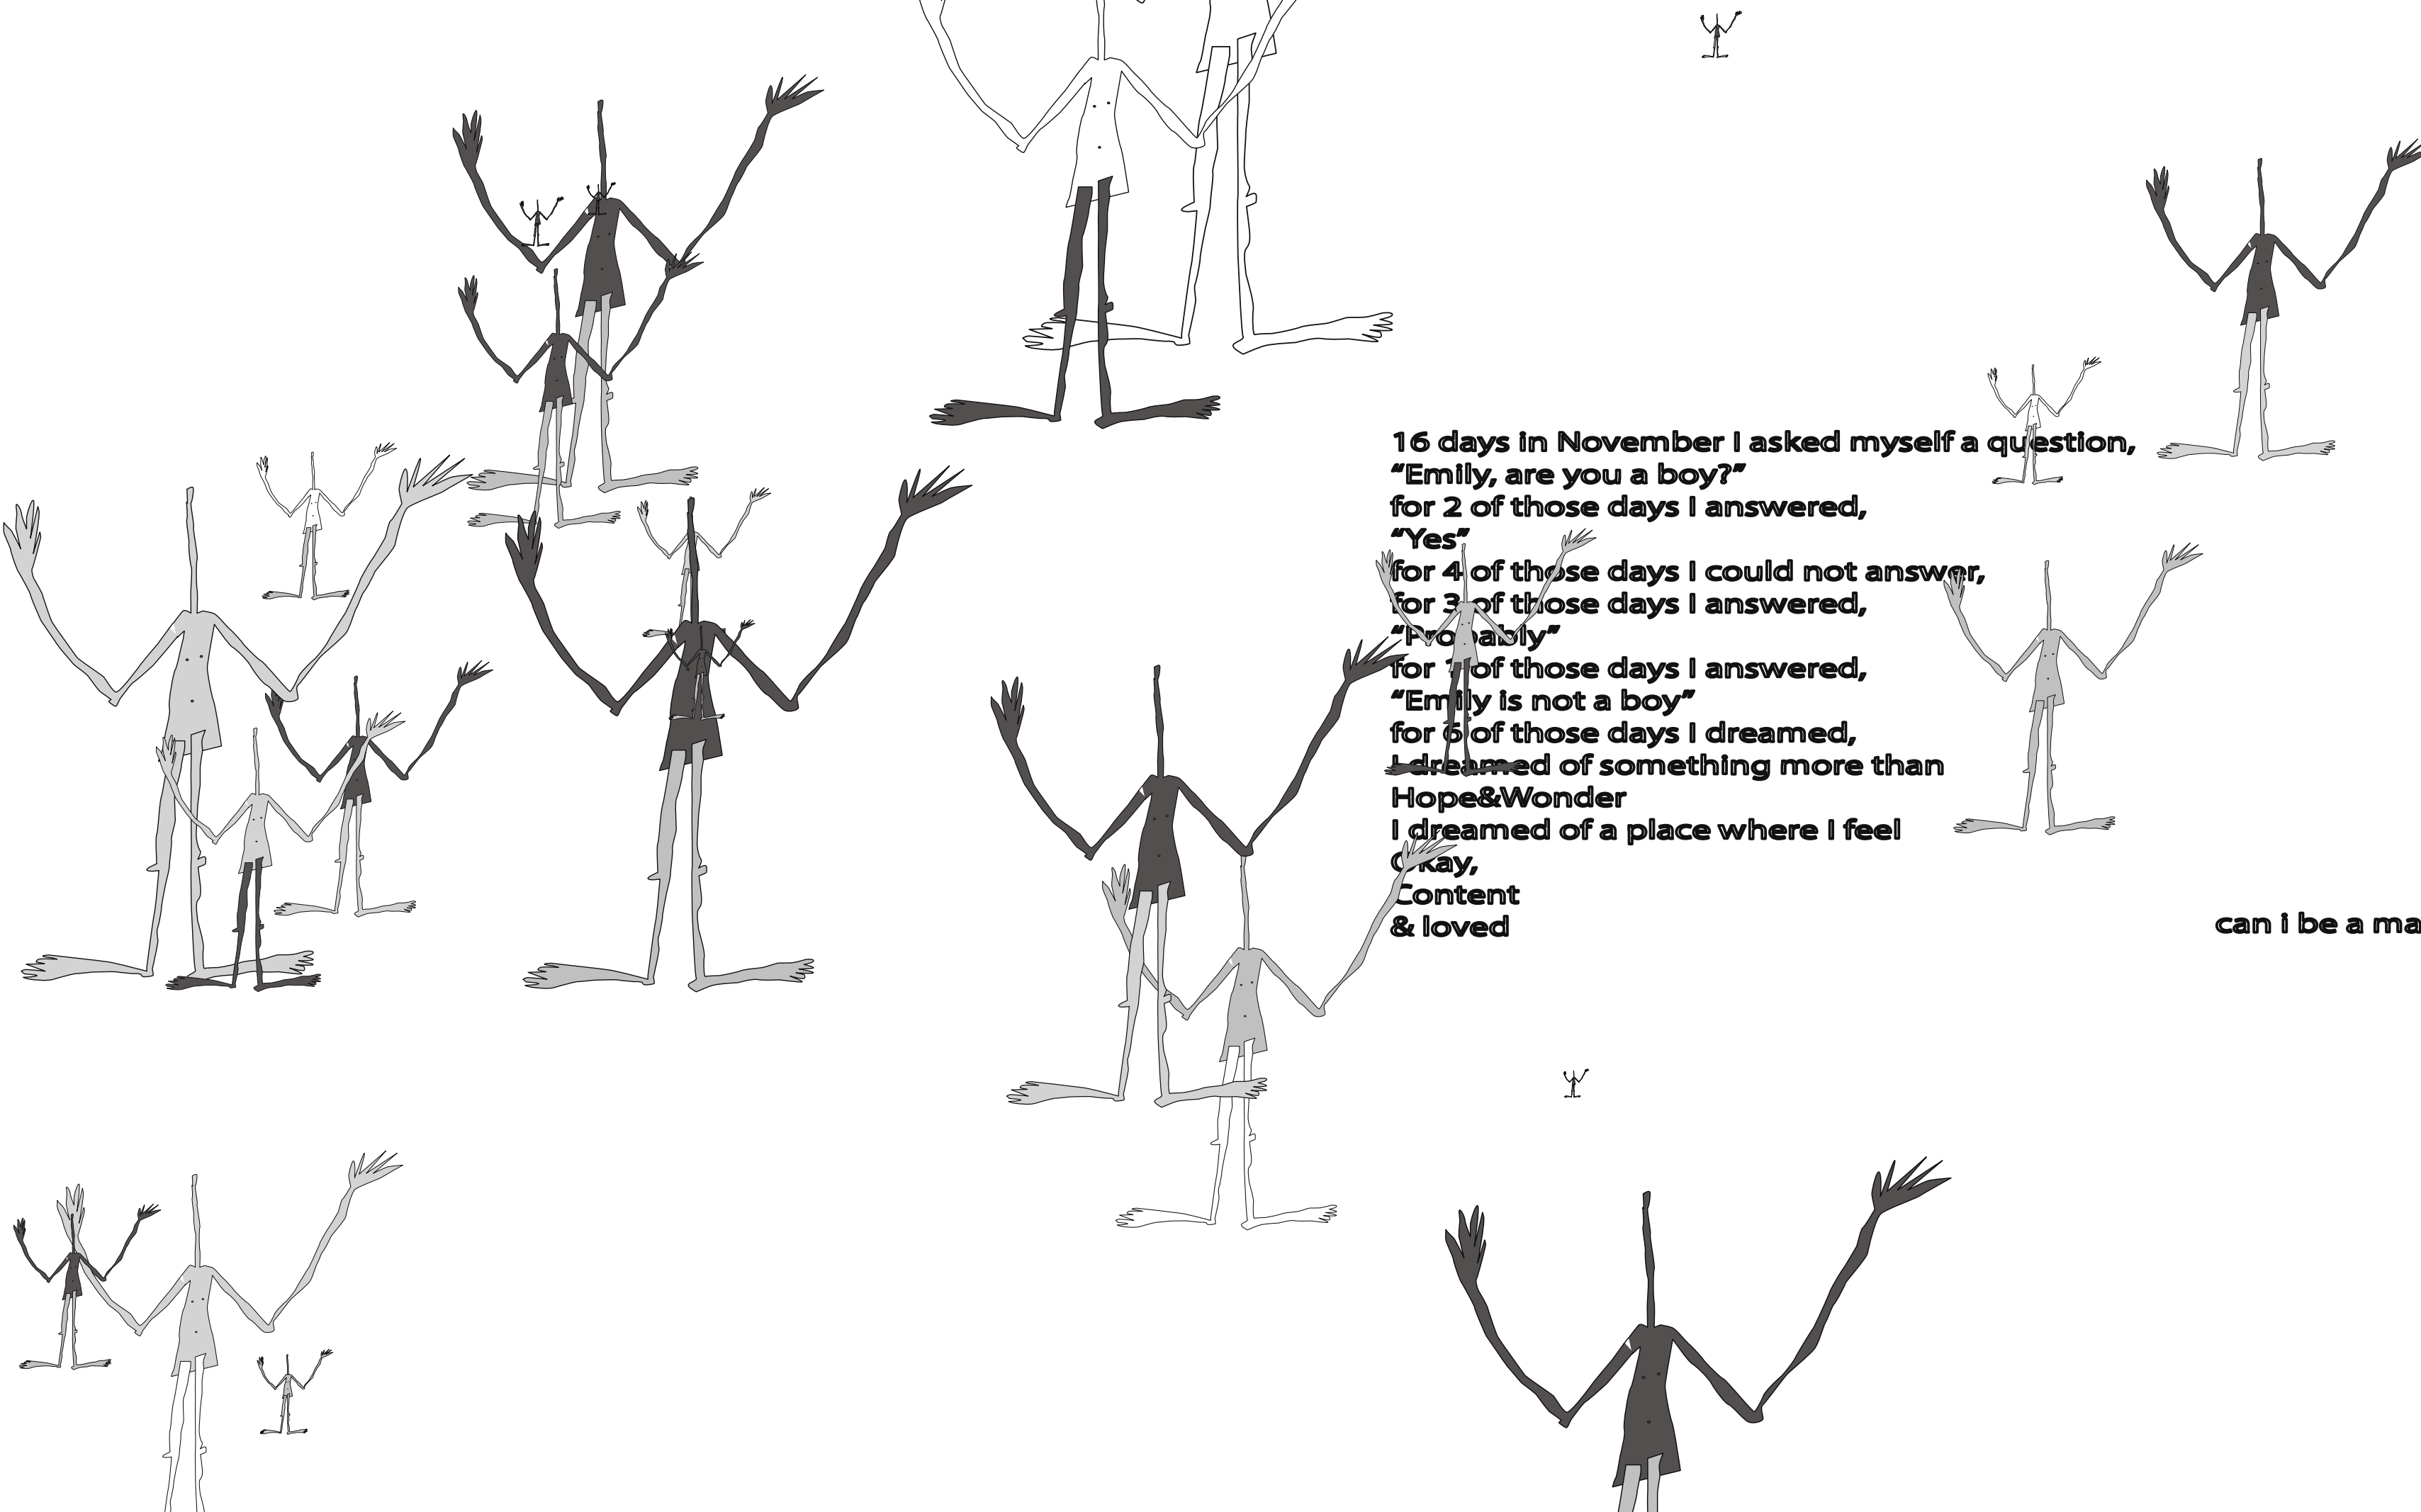 16 days in November I asked myself a question,
“Emily, are you a boy?”
for 2 of those days I answered,
“Yes”
for 4 of those days I could not answer,
for 3 of those days I answered,
“Probably”
for 1 of those days I answered,
“Emily is not a boy”
for 6 of those days I dreamed,
I dreamed of something more than
Hope&Wonder
I dreamed of a place where I feel
Okay,
Content
& loved
can i be a ma